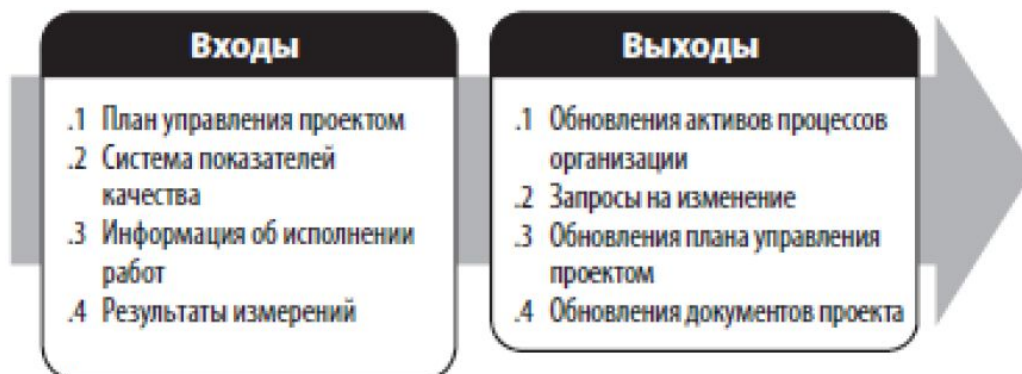 Входы
.1 План управления проектом
.2 Система показателей
качества
.3 Информация об исполнении
работ
.4 Результаты измерений
Выходы
.1 Обновления активов процессов
организации
.2 Запросы на изменение
.3 Обновления плана управления
проектом
.4 Обновления документов проекта